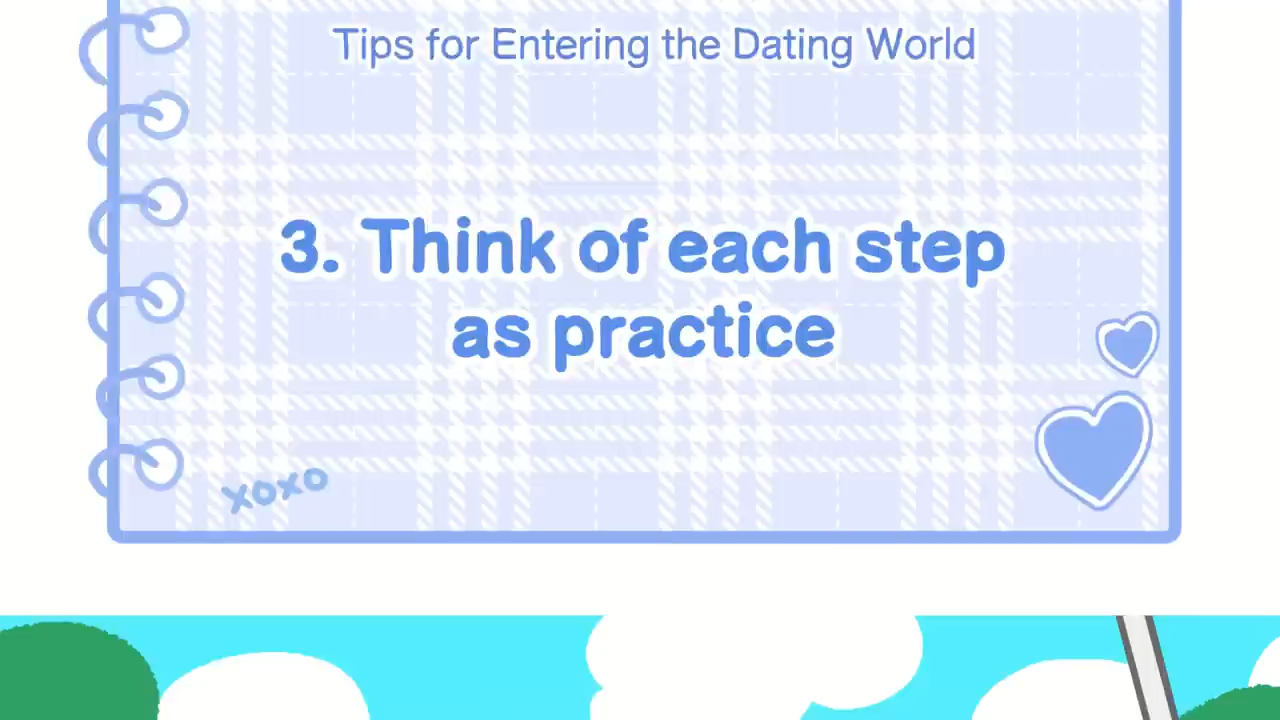 Tips for Entering the Dating World
3. Think of each step
as practice
xoxo